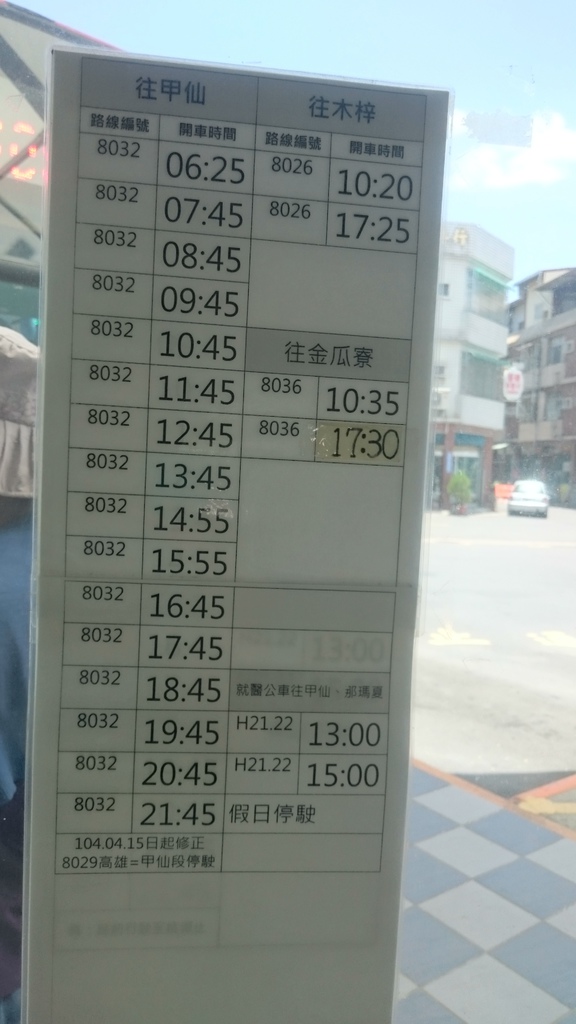 往甲仙 往木梓
路線編號 開車時間 路線編號 開車時間
8032 06:25 8026 10:20
8032 07:45 8026 17:25
8032 08:45
8032 09:45
8032 10:45 往金瓜寮
8032 11:45 8036 10:35
8032 12:45 8036 17:30
8032 13:45
8032 14:55
8032 15:55
8032 16:45
8032 17:45 13:00
8032 18:45 就醫公車往甲仙、那瑪夏
8032 19:45 H21.22 13:00
8032 20:45 H21.22 15:00
8032 21:45 假日停駛
104.04.15日起修正
8029高雄=甲仙段停駛